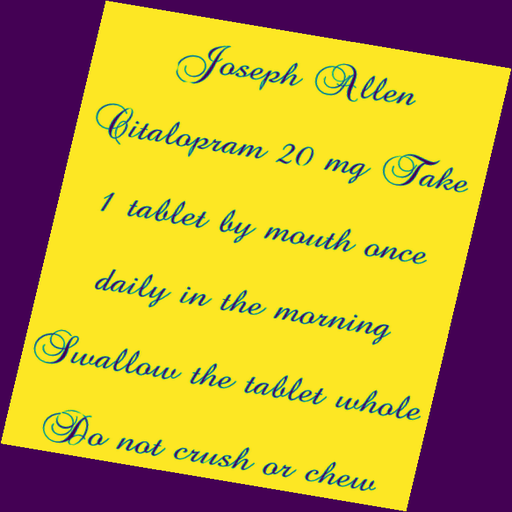 Joseph Allen
Citalopram 20 mg Take
1 tablet by mouth once
daily in the morning
Swallow the tablet whole
Do not crush or chew